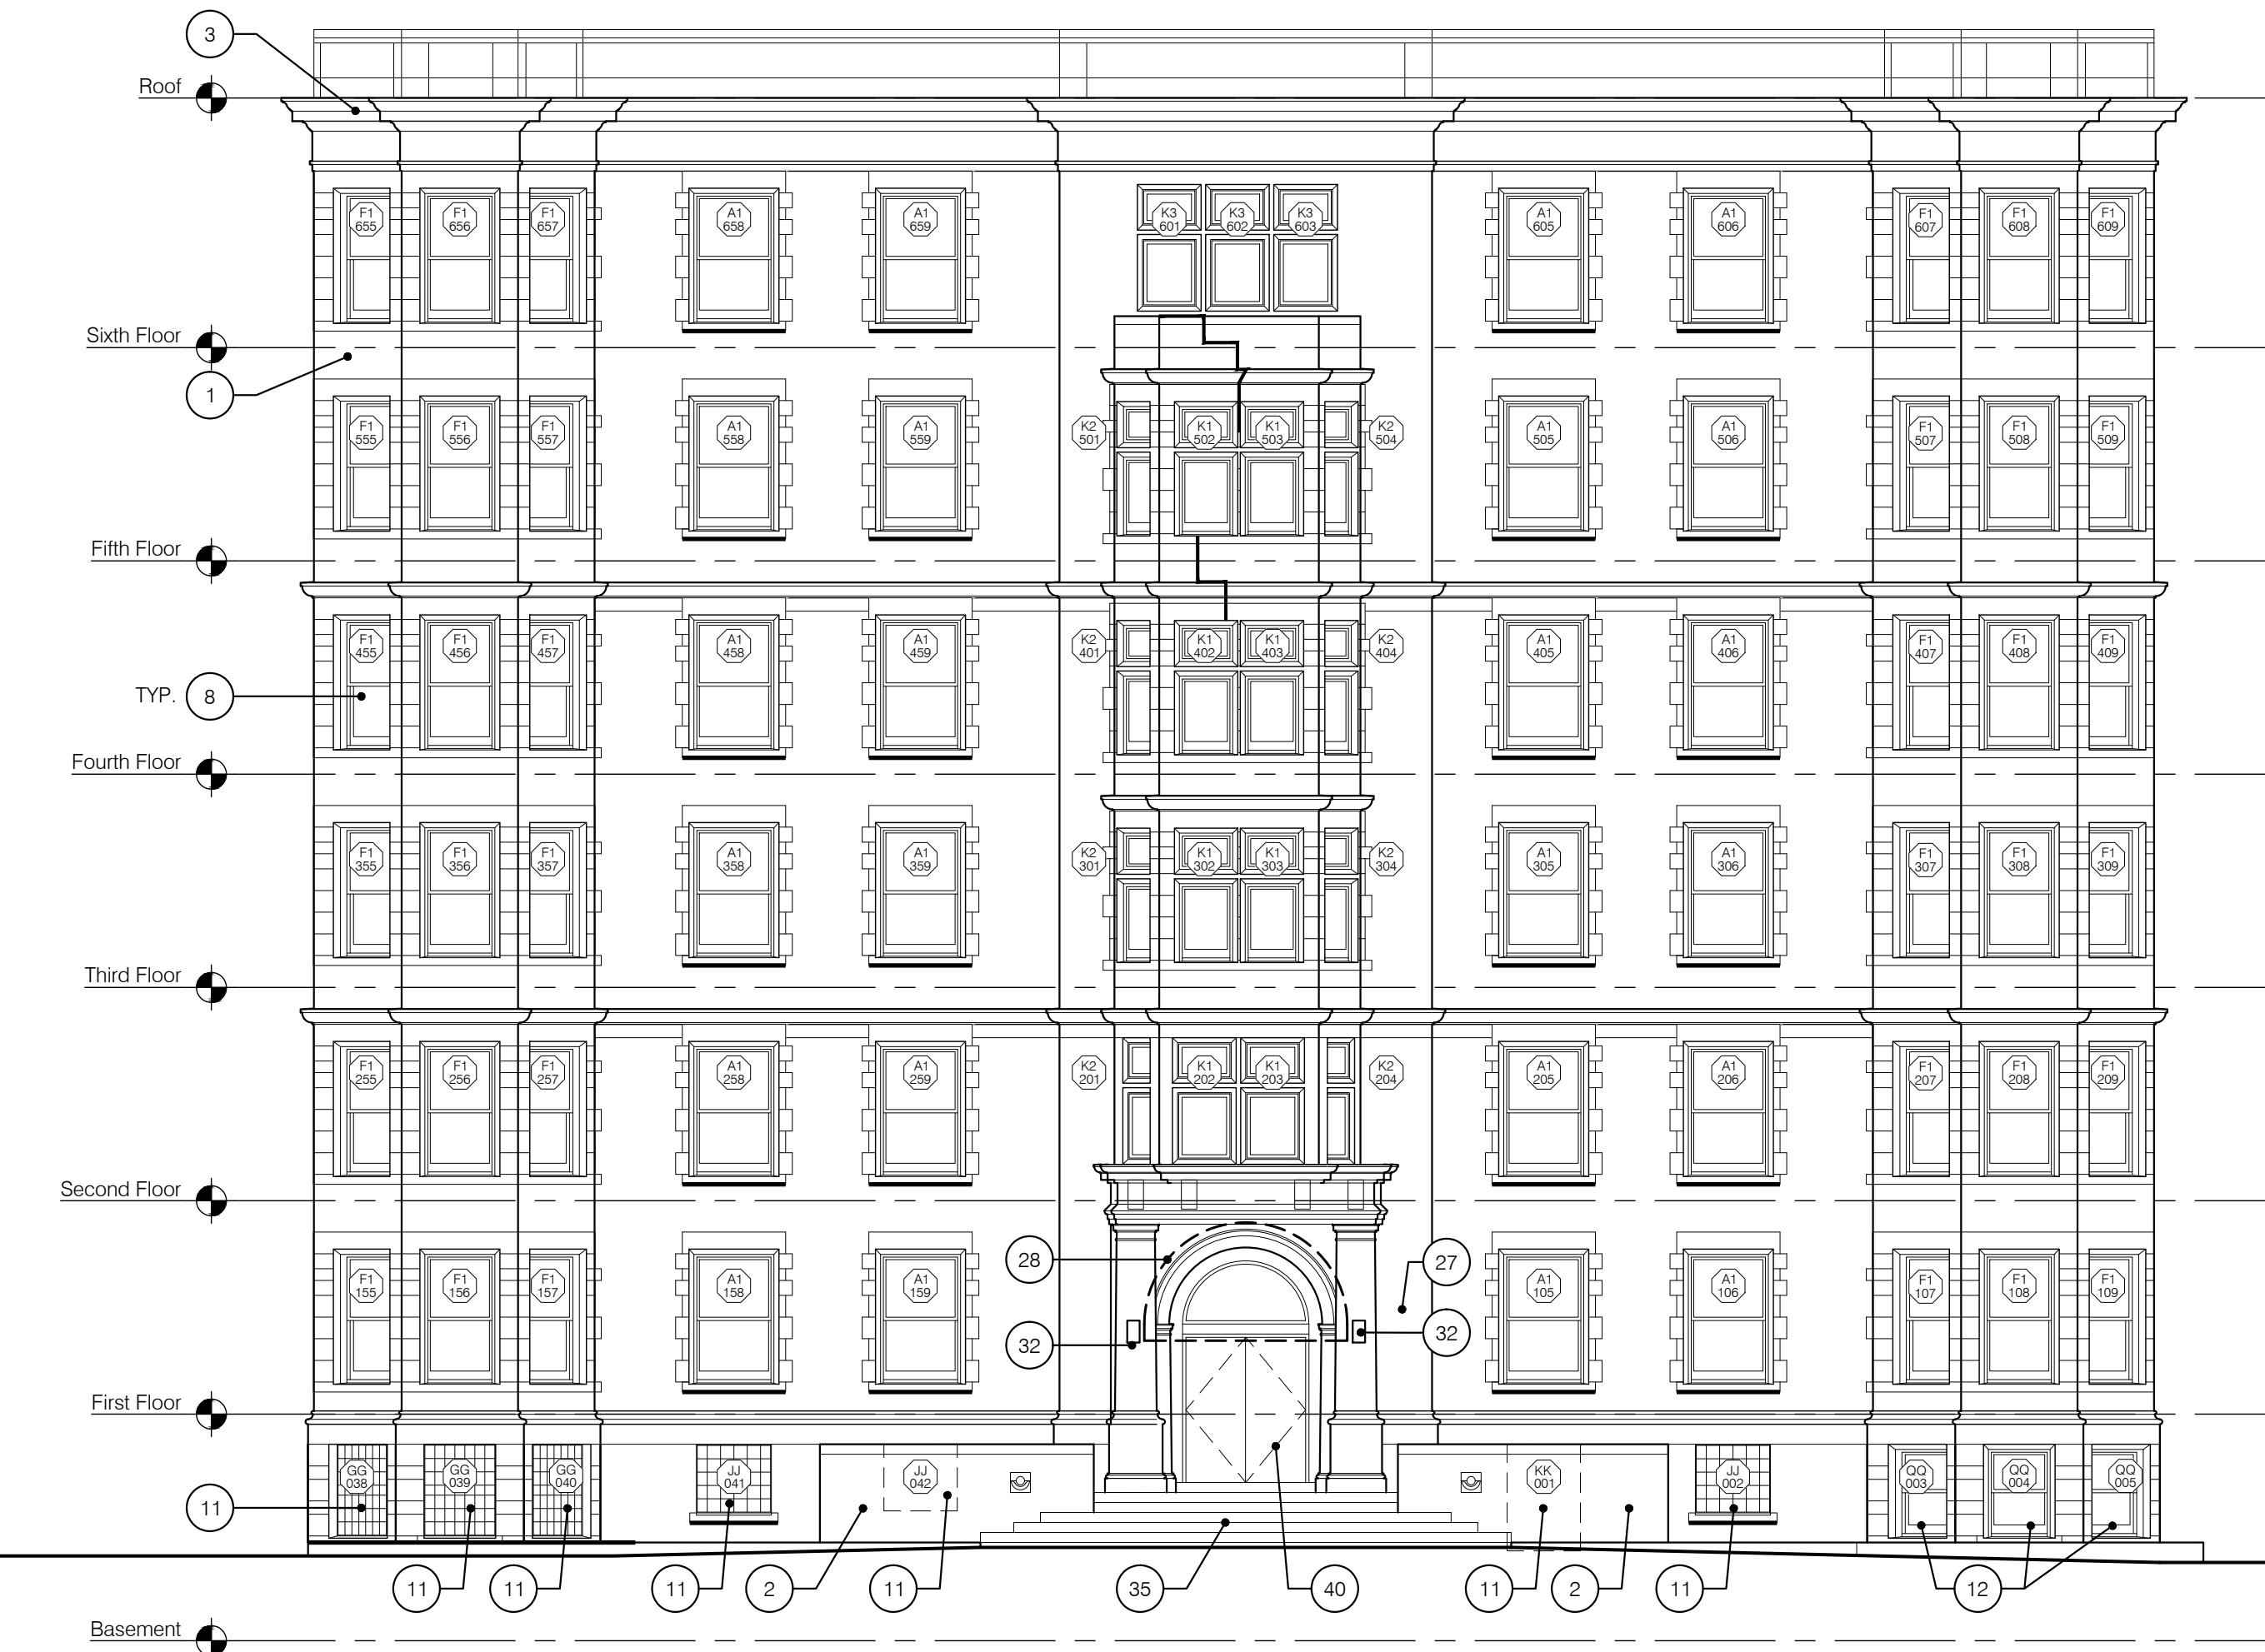 3
Roof
F1 655
F1 656
F1 657
A1 658
A1 659
K3 601
K3 602
K3 603
A1 605
A1 606
F1 607
F1 608
F1 609
Sixth Floor
1
F1 555
F1 556
F1 557
A1 558
A1 559
K2 501
K1 502
K1 503
K2 504
A1 505
A1 506
F1 507
F1 508
F1 509
Fifth Floor
F1 455
F1 456
F1 457
A1 458
A1 459
K2 401
K1 402
K1 403
K2 404
A1 405
A1 406
F1 407
F1 408
F1 409
TYP. 8
Fourth Floor
F1 355
F1 356
F1 357
A1 358
A1 359
K2 301
K1 302
K1 303
K2 304
A1 305
A1 306
F1 307
F1 308
F1 309
Third Floor
F1 255
F1 256
F1 257
A1 258
A1 259
K2 201
K1 202
K1 203
K2 204
A1 205
A1 206
F1 207
F1 208
F1 209
Second Floor
28
27
F1 155
F1 156
F1 157
A1 158
A1 159
A1 105
A1 106
F1 107
F1 108
F1 109
32
32
First Floor
GG 038
GG 039
GG 040
JJ 041
JJ 042
KK 001
JJ 002
QQ 003
QQ 004
QQ 005
11
11
11
11
2
11
35
40
11
2
11
12
Basement